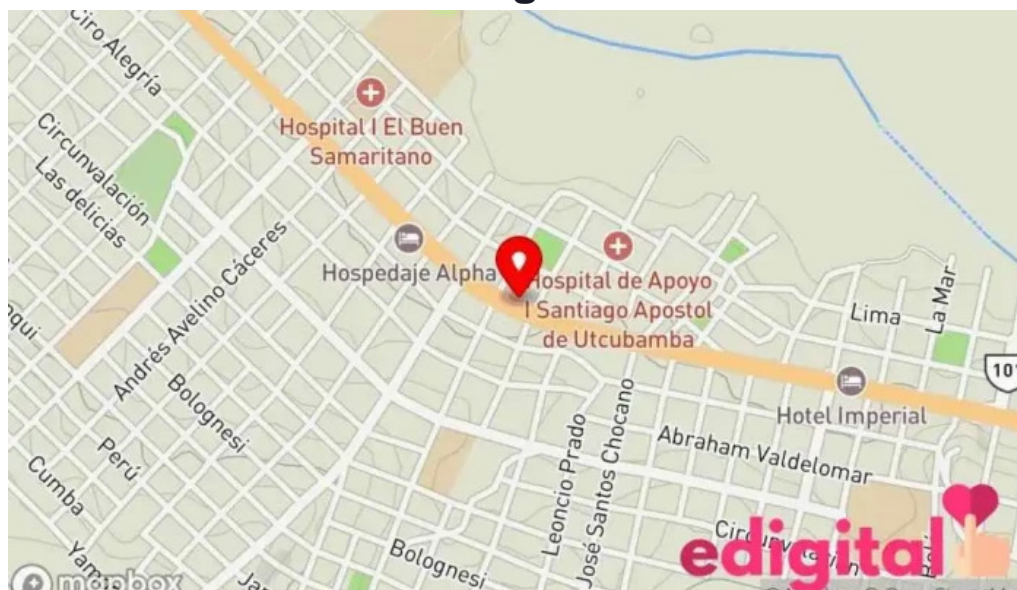 Ciro Alegría
Hospital I El Buen
Samaritano
Circunvalación
Las delicias
Andrés Avelino Cáceres
Hospedaje Alpha
Hospital de Apoyo
I Santiago Apostol
de Utcubamba
Lima
La Mar
Hotel Imperial
Bolognesi
Perú
Cumba
Leoncio Prado
José Santos Chocano
Abraham Valdelomar
Circunvalación
Bolognesi
edigital
mapbox